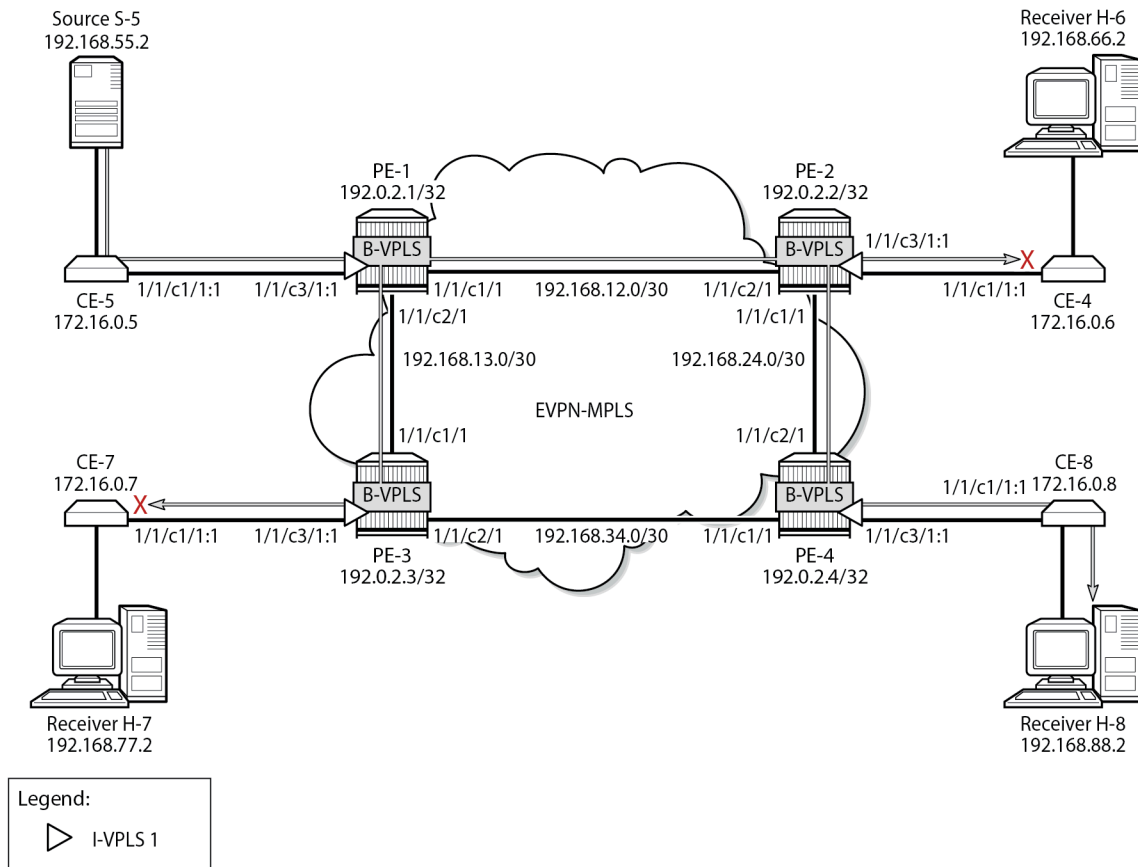 Source S-5
192.168.55.2
Receiver H-6
192.168.66.2
PE-1
192.0.2.1/32
PE-2
192.0.2.2/32
B-VPLS
B-VPLS
1/1/c3/1:1
CE-5
172.16.0.5
1/1/c1/1:1
1/1/c3/1:1
1/1/c1/1
192.168.12.0/30
1/1/c2/1
1/1/c1/1:1
CE-4
172.16.0.6
1/1/c2/1
1/1/c1/1
192.168.13.0/30
192.168.24.0/30
EVPN-MPLS
1/1/c1/1
1/1/c2/1
CE-7
172.16.0.7
X
X
B-VPLS
B-VPLS
1/1/c1/1:1
CE-8
172.16.0.8
1/1/c1/1:1
1/1/c3/1:1
1/1/c2/1
192.168.34.0/30
1/1/c1/1
1/1/c3/1:1
PE-3
192.0.2.3/32
PE-4
192.0.2.4/32
Receiver H-7
192.168.77.2
Receiver H-8
192.168.88.2
Legend:
I-VPLS 1